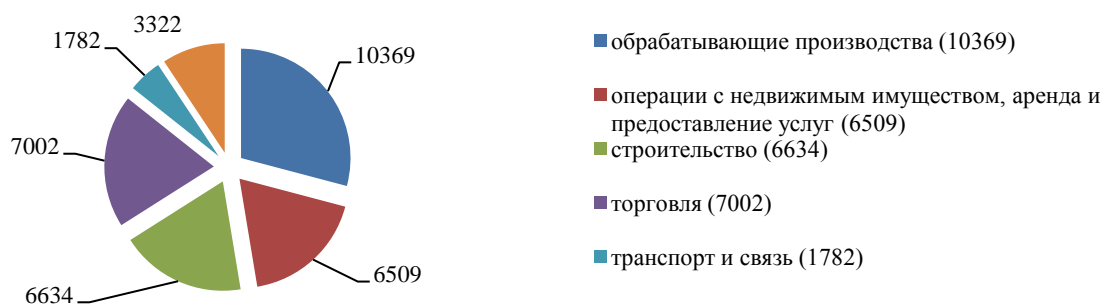 3322
1782
10369
7002
6509
6634
обрабатывающие производства (10369)
операции с недвижимым имуществом, аренда и
предоставление услуг (6509)
строительство (6634)
торговля (7002)
транспорт и связь (1782)